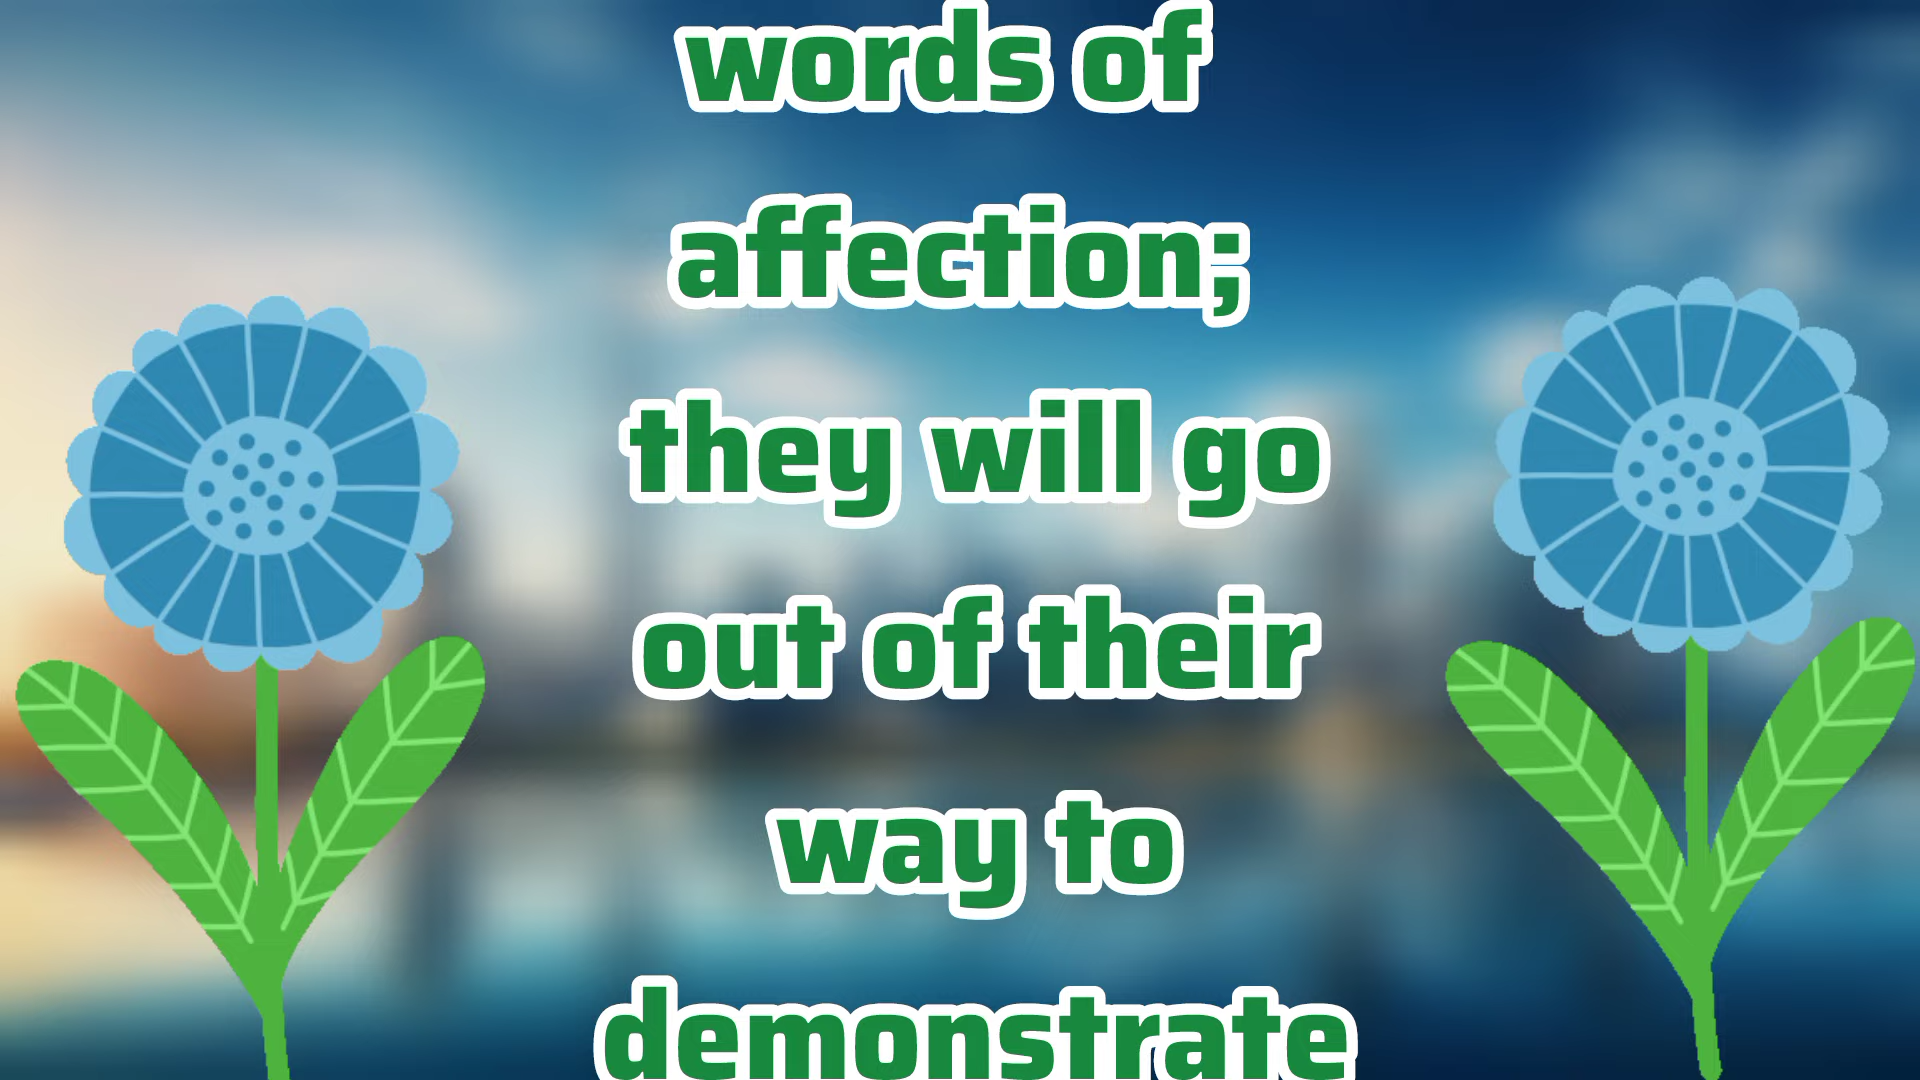 words of
affection;
they will go
out of their
way to
demonstrate